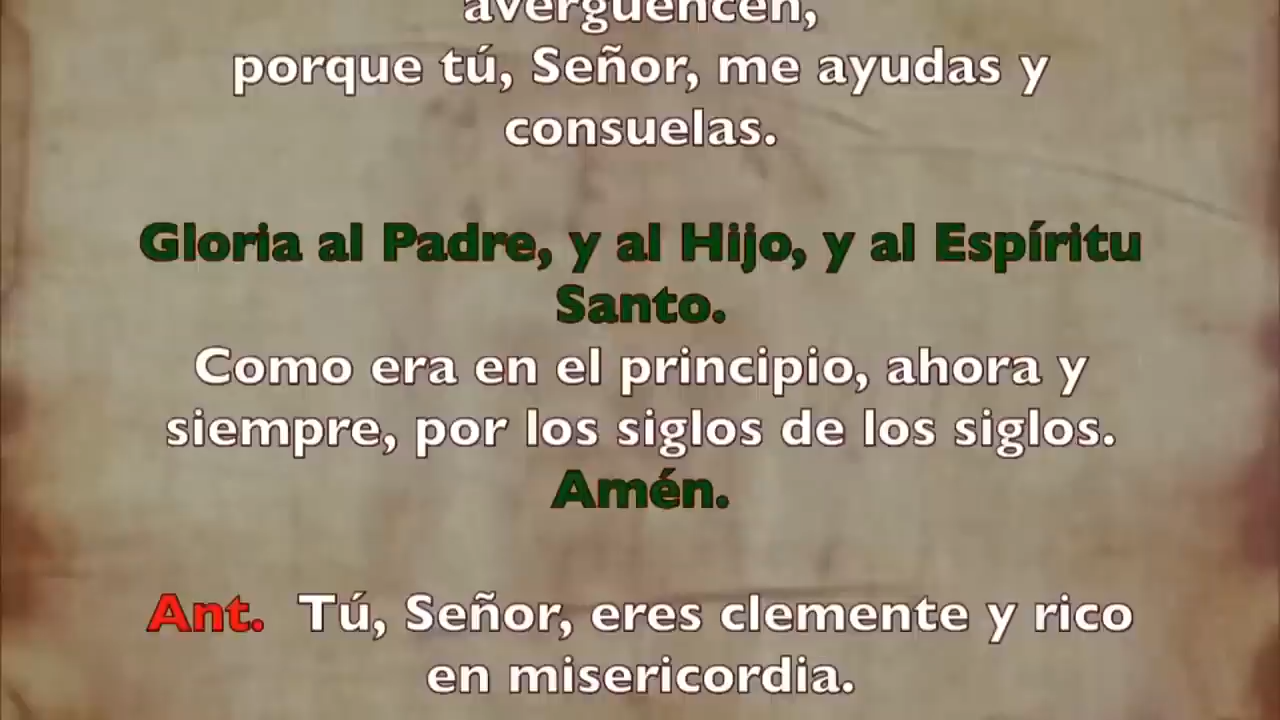 avergüencen,
porque tú, Señor, me ayudas y
consuelas.
Gloria al Padre, y al Hijo, y al Espíritu
Santo.
Como era en el principio, ahora y
siempre, por los siglos de los siglos.
Amén.
Ant. Tú, Señor, eres clemente y rico
en misericordia.